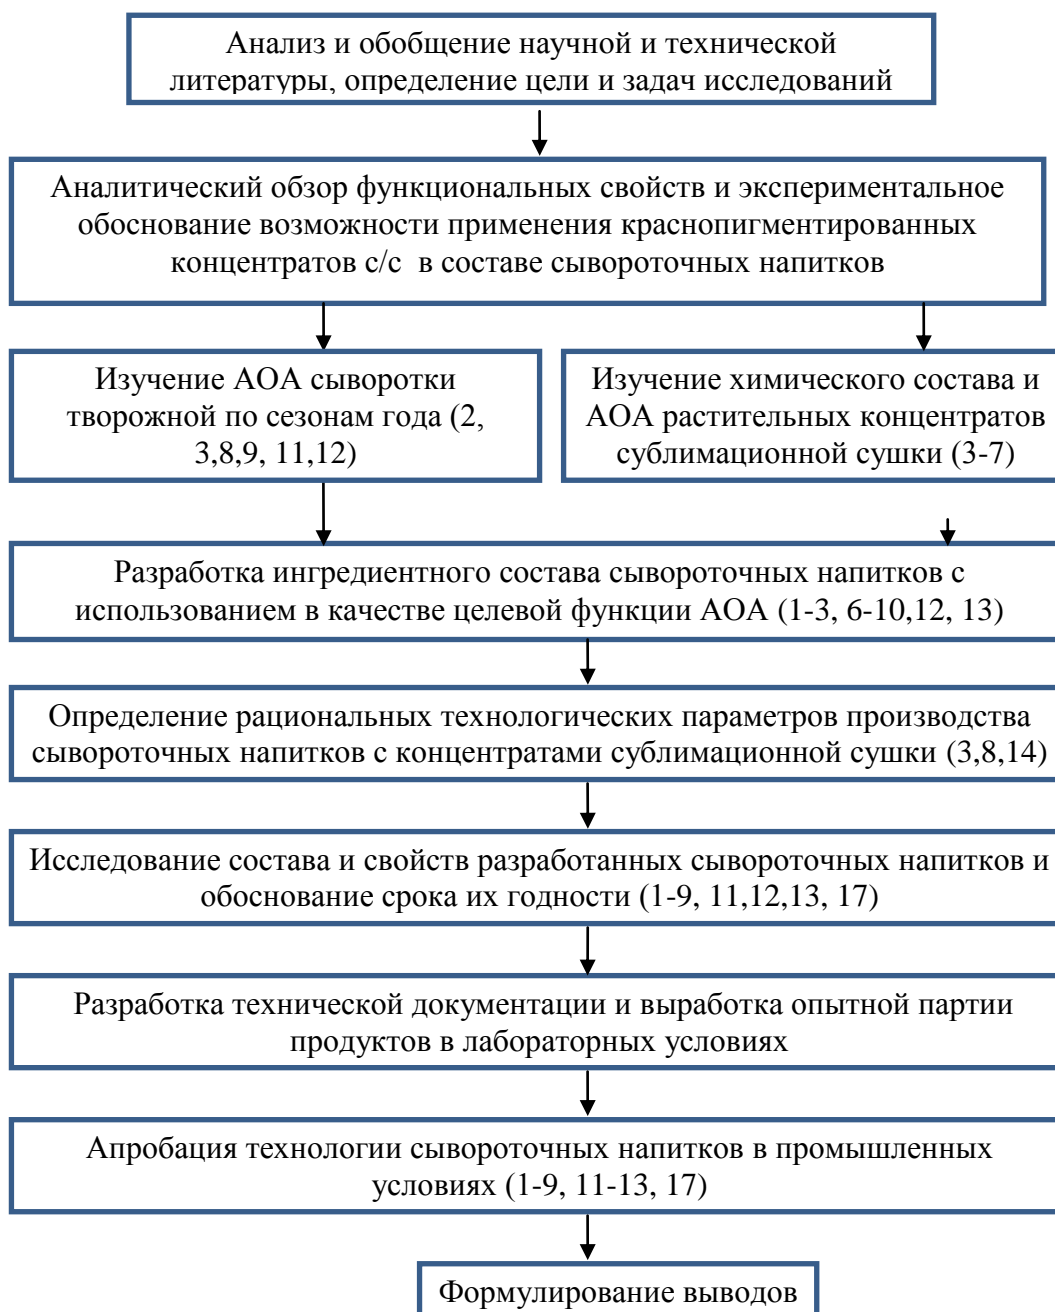 Анализ и обобщение научной и технической
литературы, определение цели и задач исследований
Аналитический обзор функциональных свойств и экспериментальное
обоснование возможности применения краснопигментированных
концентратов с/с в составе сывороточных напитков
Изучение АОА сыворотки
творожной по сезонам года (2,
3,8,9, 11,12)
Изучение химического состава и
АОА растительных концентратов
сублимационной сушки (3-7)
Разработка ингредиентного состава сывороточных напитков с
использованием в качестве целевой функции АОА (1-3, 6-10,12, 13)
Определение рациональных технологических параметров производства
сывороточных напитков с концентратами сублимационной сушки (3,8,14)
Исследование состава и свойств разработанных сывороточных напитков и
обоснование срока их годности (1-9, 11,12,13, 17)
Разработка технической документации и выработка опытной партии
продуктов в лабораторных условиях
Апробация технологии сывороточных напитков в промышленных
условиях (1-9, 11-13, 17)
Формулирование выводов